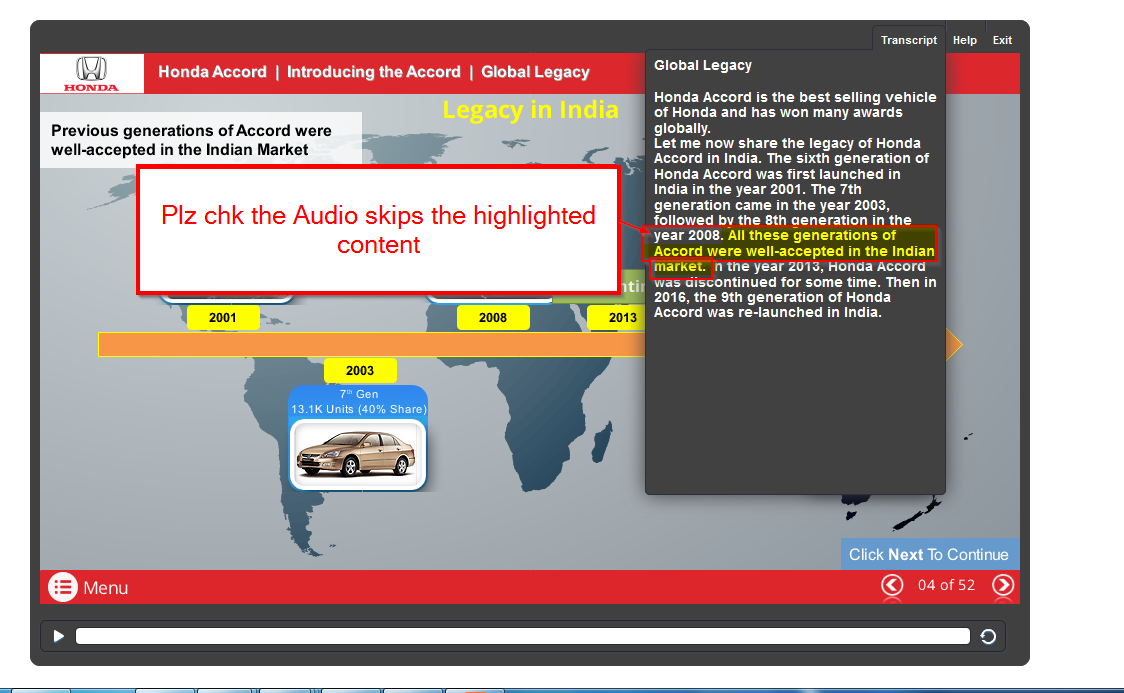 Transcript Help Exit
HONDA
Honda Accord | Introducing the Accord | Global Legacy
Legacy in India
Previous generations of Accord were
well-accepted in the Indian Market
Plz chk the Audio skips the highlighted
content
Global Legacy
Honda Accord is the best selling vehicle
of Honda and has won many awards
globally.
Let me now share the legacy of Honda
Accord in India. The sixth generation of
Honda Accord was first launched in
India in the year 2001. The 7th
generation came in the year 2003,
followed by the 8th generation in the
year 2008. All these generations of
Accord were well-accepted in the Indian
market. In the year 2013, Honda Accord
was discontinued for some time. Then in
2016, the 9th generation of Honda
Accord was re-launched in India.
2001
2008
2013
2003
7th Gen
13.1K Units (40% Share)
Click Next To Continue
Menu
04 of 52